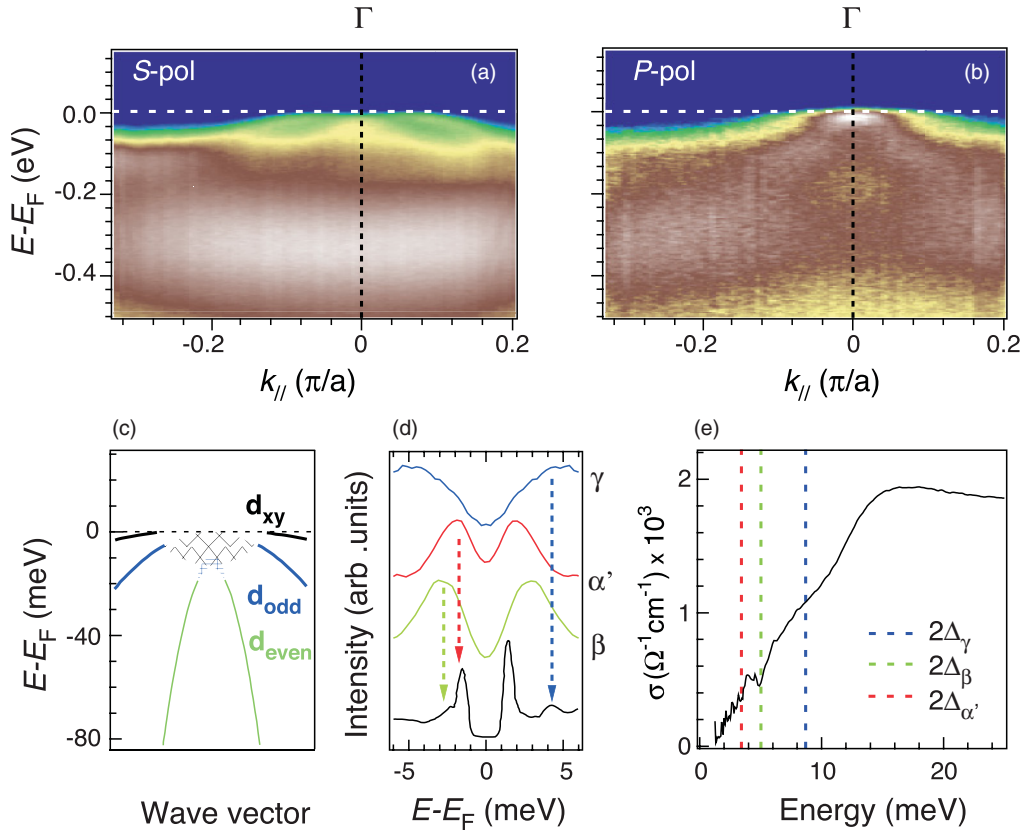 Γ
Γ
S-pol
(a)
P-pol
(b)
0.0
-0.2
-0.4
E-E_F (eV)
-0.2
0
0.2
-0.2
0
0.2
k_// (π/a)
k_// (π/a)
(c)
(d)
(e)
0
-40
-80
E-E_F (meV)
d_xy
d_odd
d_even
Wave vector
Intensity (arb .units)
γ
α'
β
-5
0
5
E-E_F (meV)
2
1
0
σ(Ω⁻¹cm⁻¹) x 10³
2Δ_γ
2Δ_β
2Δ_α'
0
10
20
Energy (meV)